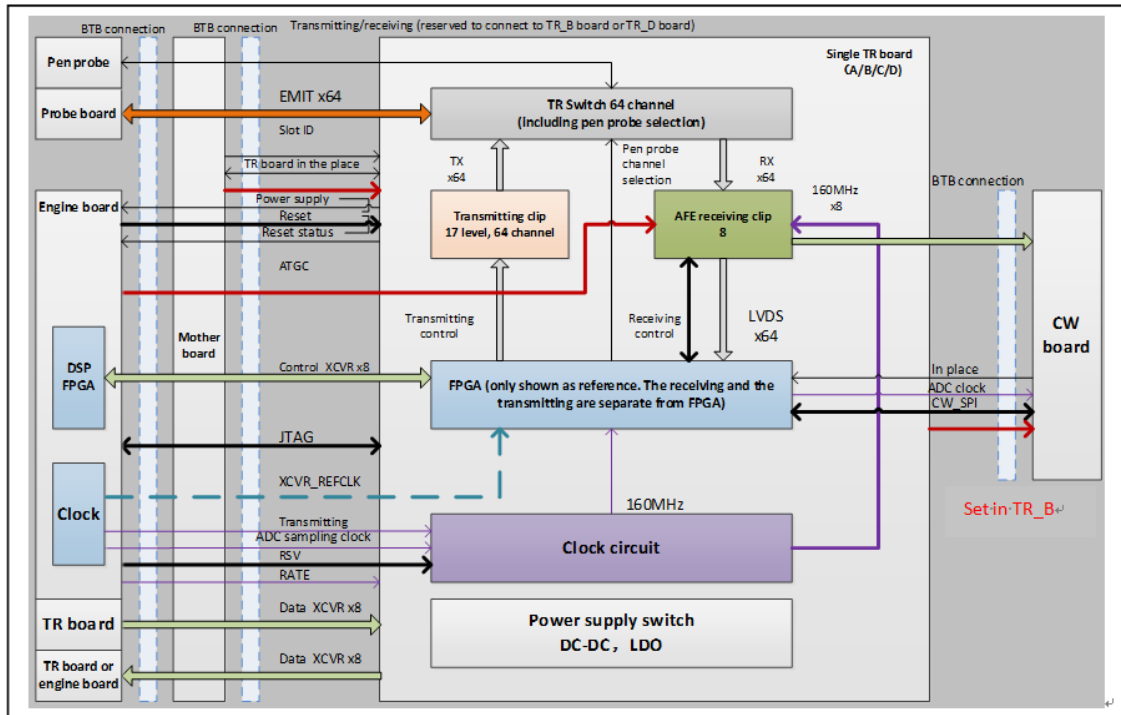 BTB connection
BTB connection
Transmitting/receiving (reserved to connect to TR_B board or TR_D board)
Pen probe
Single TR board
(A/B/C/D)
Probe board
EMIT x64
TR Switch 64 channel
(including pen probe selection)
Slot ID
TR board in the place
TX
x64
Pen probe
channel
selection
RX
x64
160MHz
x8
BTB connection
Engine board
Power supply
Reset
Reset status
Transmitting clip
17 level, 64 channel
AFE receiving clip
8
ATGC
Transmitting
control
Receiving
control
LVDS
x64
CW
board
Mother
board
DSP
FPGA
Control XCVR x8
FPGA (only shown as reference. The receiving and the
transmitting are separate from FPGA)
In place
ADC clock
CW_SPI
JTAG
XCVR_REFCLK
Clock
160MHz
Set in TR_B
Transmitting
ADC sampling clock
RSV
RATE
Clock circuit
TR board
Data XCVR x8
Power supply switch
DC-DC，LDO
TR board or
engine board
Data XCVR x8